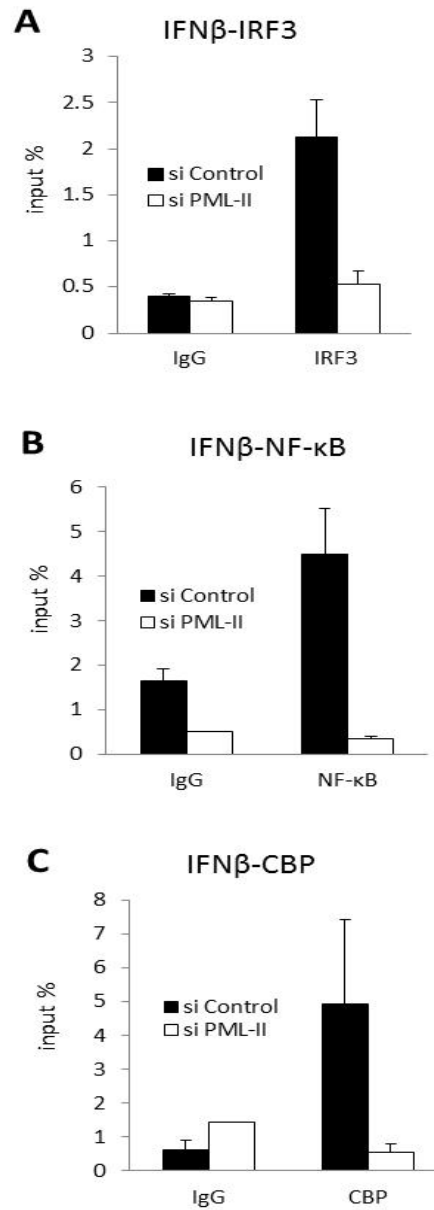 A
IFNβ-IRF3
3
2.5
2
1.5
1
0.5
0
input %
si Control
si PML-II
IgG IRF3
B
IFNβ-NF-κB
6
5
4
3
2
1
0
input %
si Control
si PML-II
IgG NF-κB
C
IFNβ-CBP
8
7
6
5
4
3
2
1
0
input %
si Control
si PML-II
IgG CBP